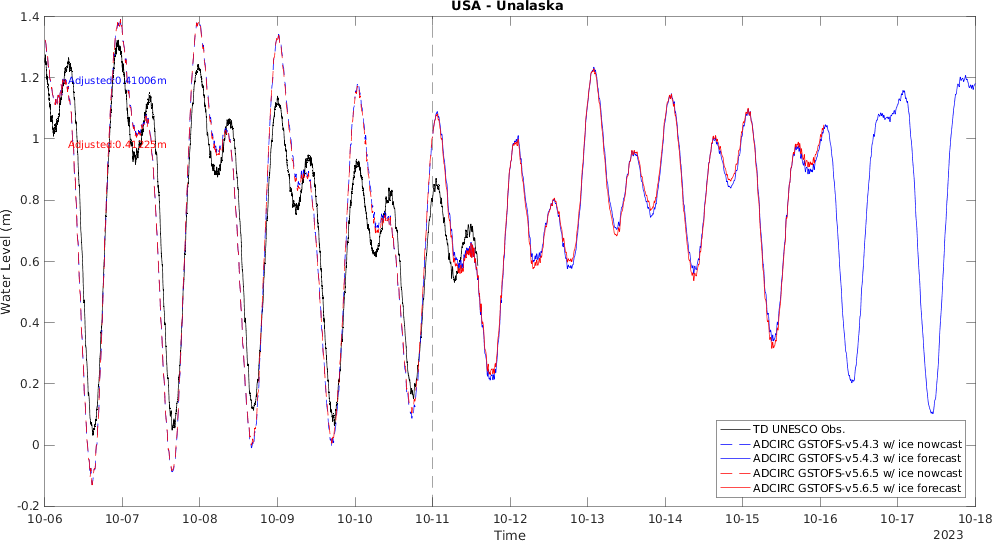 USA - Unalaska
Water Level (m)
1.4
1.2
1
0.8
0.6
0.4
0.2
0
-0.2
Adjusted:0.41006m
Adjusted:0.41225m
TD UNESCO Obs.
ADCIRC GSTOFS-v5.4.3 w/ ice nowcast
ADCIRC GSTOFS-v5.4.3 w/ ice forecast
ADCIRC GSTOFS-v5.6.5 w/ ice nowcast
ADCIRC GSTOFS-v5.6.5 w/ ice forecast
10-06 10-07 10-08 10-09 10-10 10-11 10-12 10-13 10-14 10-15 10-16 10-17 10-18
Time
2023